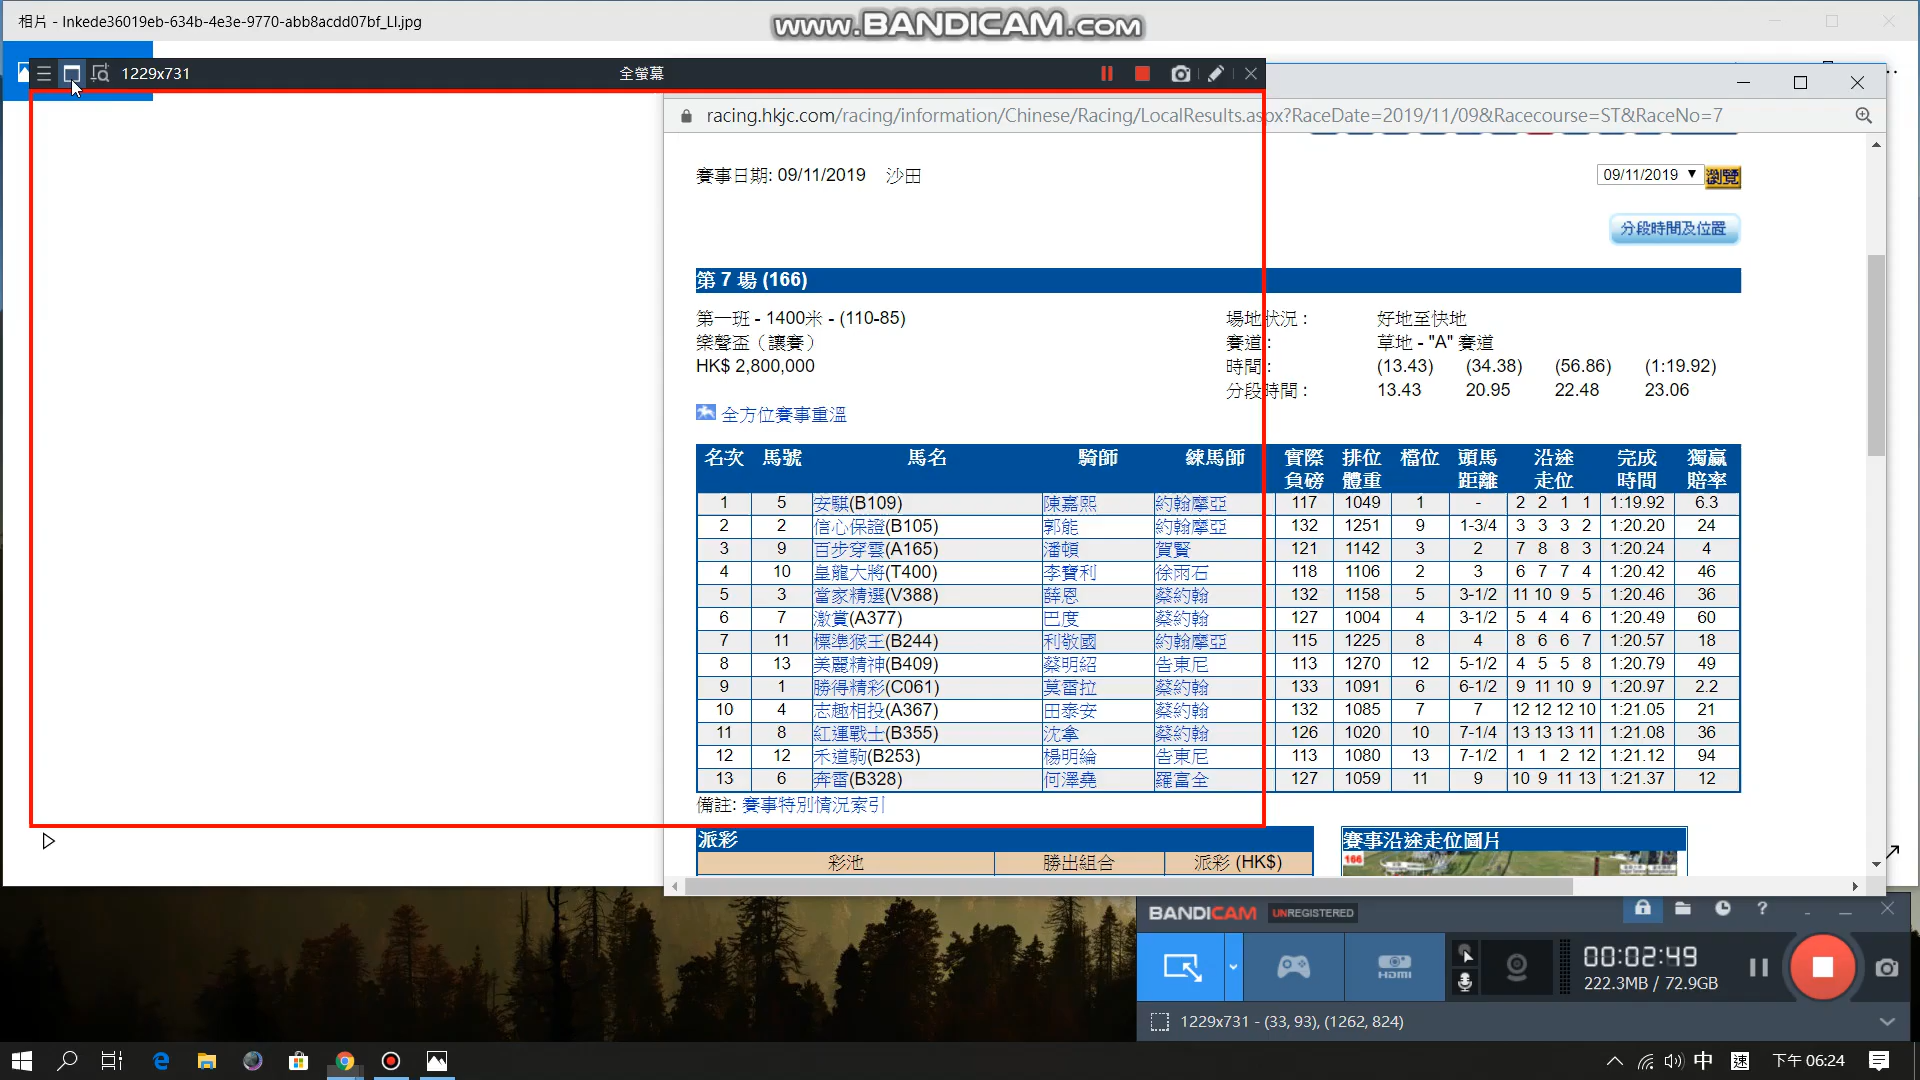 相片 - Inkede36019eb-634b-4e3e-9770-abb8acdd07bf_LI.jpg
www.BANDICAM.com
1229x731
全螢幕
racing.hkjc.com/racing/information/Chinese/Racing/LocalResults.aspx?RaceDate=2019/11/09&Racecourse=ST&RaceNo=7
賽事日期: 09/11/2019 沙田
09/11/2019 瀏覽
分段時間及位置
第 7 場 (166)
第一班 - 1400米 - (110-85) 場地狀況 : 好地至快地
樂聲盃（讓賽） 賽道 : 草地 - "A" 賽道
HK$ 2,800,000 時間 : (13.43) (34.38) (56.86) (1:19.92)
分段時間 : 13.43 20.95 22.48 23.06
全方位賽事重溫
名次 馬號 馬名 騎師 練馬師 實際負磅 排位體重 檔位 頭馬距離 沿途走位 完成時間 獨贏賠率
1 5 安騏(B109) 陳嘉熙 約翰摩亞 117 1049 1 - 2 2 1 1 1:19.92 6.3
2 2 信心保證(B105) 郭能 約翰摩亞 132 1251 9 1-3/4 3 3 3 2 1:20.20 24
3 9 百步穿雲(A165) 潘頓 賀賢 121 1142 3 2 7 8 8 3 1:20.24 4
4 10 皇龍大將(T400) 李寶利 徐雨石 118 1106 2 3 6 7 7 4 1:20.42 46
5 3 當家精選(V388) 薛恩 蔡約翰 132 1158 5 3-1/2 11 10 9 5 1:20.46 36
6 7 激賞(A377) 巴度 蔡約翰 127 1004 4 3-1/2 5 4 4 6 1:20.49 60
7 11 標準猴王(B244) 利敬國 約翰摩亞 115 1225 8 4 8 6 6 7 1:20.57 18
8 13 美麗精神(B409) 蔡明紹 告東尼 113 1270 12 5-1/2 4 5 5 8 1:20.79 49
9 1 勝得精彩(C061) 莫雷拉 蔡約翰 133 1091 6 6-1/2 9 11 10 9 1:20.97 2.2
10 4 志趣相投(A367) 田泰安 蔡約翰 132 1085 7 7 12 12 12 10 1:21.05 21
11 8 紅運戰士(B355) 沈拿 蔡約翰 126 1020 10 7-1/4 13 13 13 11 1:21.08 36
12 12 禾道駒(B253) 楊明綸 告東尼 113 1080 13 7-1/2 1 1 2 12 1:21.12 94
13 6 奔雷(B328) 何澤堯 羅富全 127 1059 11 9 10 9 11 13 1:21.37 12
備註: 賽事特別情況索引
派彩 賽事沿途走位圖片
彩池 勝出組合 派彩 (HK$)
166
BANDICAM UNREGISTERED
HDMI
00:02:49
222.3MB / 72.9GB
1229x731 - (33, 93), (1262, 824)
中 速 下午 06:24